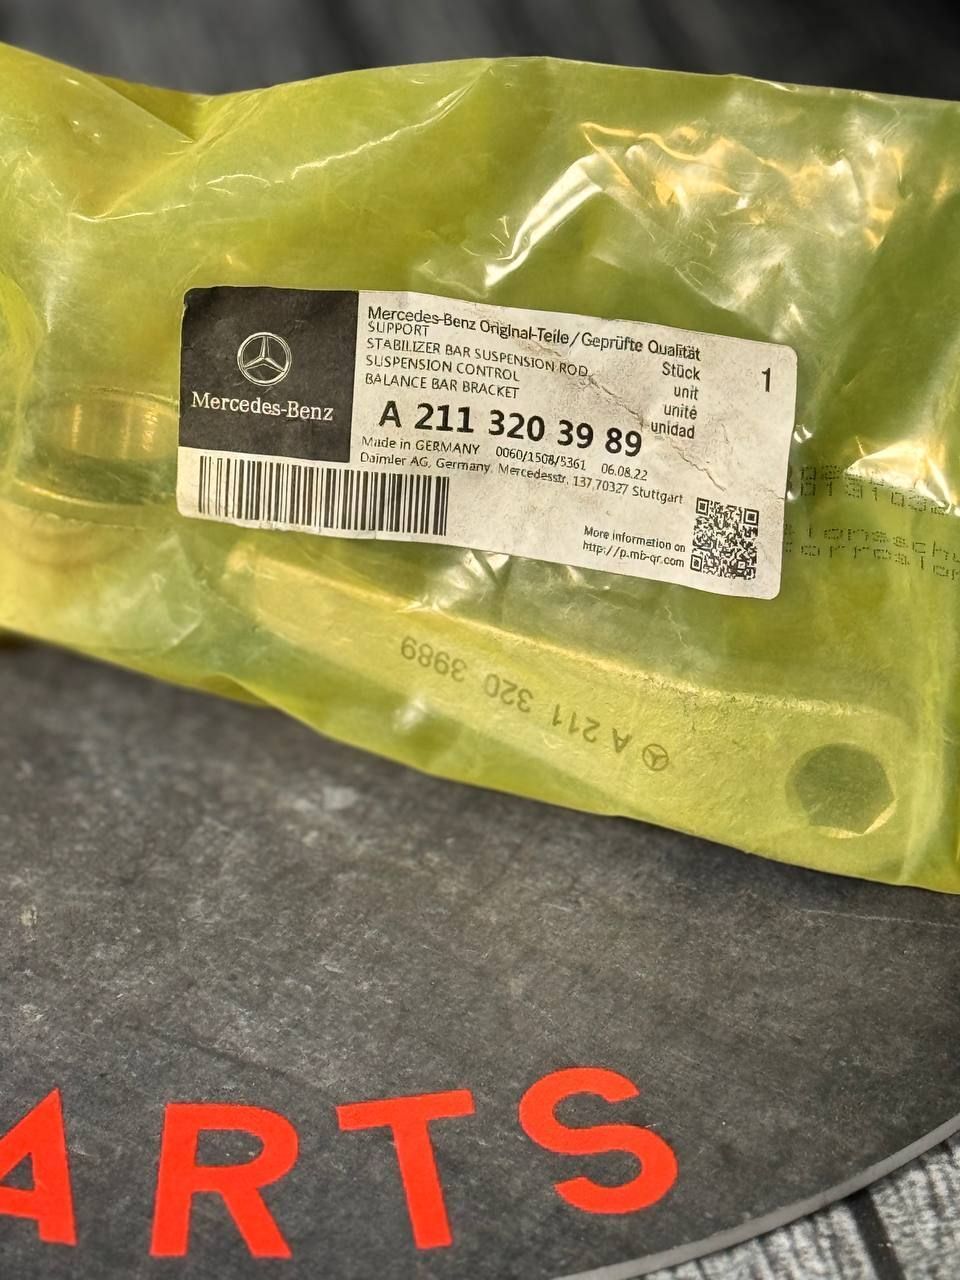 Mercedes-Benz
Mercedes-Benz Original-Teile/Geprüfte Qualität
SUPPORT
STABILIZER BAR SUSPENSION ROD
SUSPENSION CONTROL
BALANCE BAR BRACKET
Stück
unit
unité
unidad
1
A 211 320 39 89
Made in GERMANY 0060/1508/5361 06.08.22
Daimler AG, Germany, Mercedesstr. 137,70327 Stuttgart
More information on
http://p.mb-qr.com
A 211 320 3989
ARTS